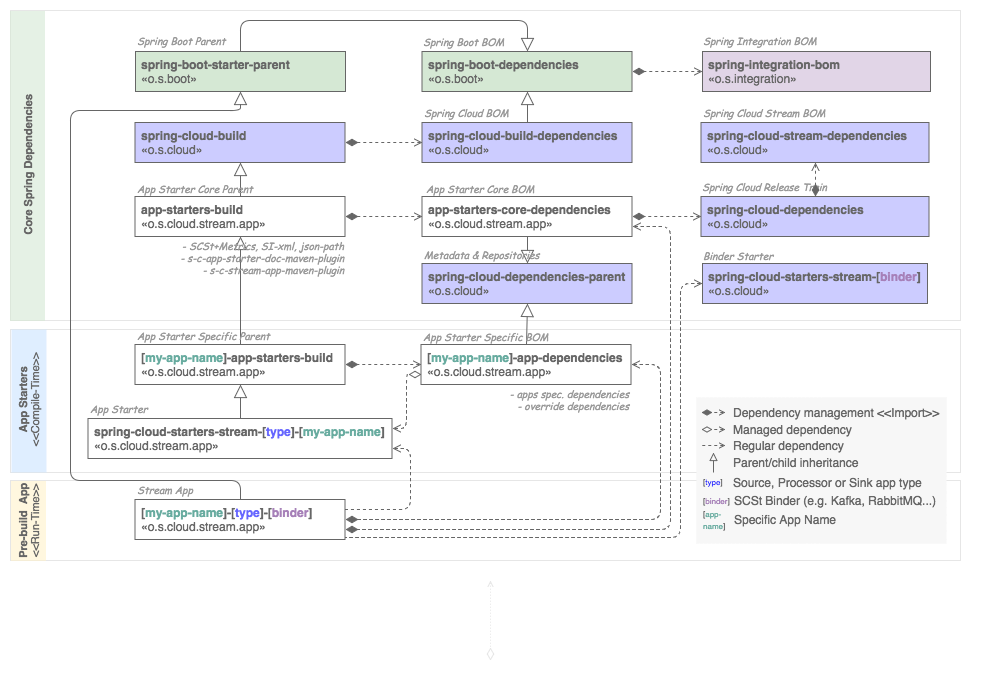 Core Spring Dependencies
Spring Boot Parent
spring-boot-starter-parent
«o.s.boot»
Spring Boot BOM
spring-boot-dependencies
«o.s.boot»
Spring Integration BOM
spring-integration-bom
«o.s.integration»
spring-cloud-build
«o.s.cloud»
Spring Cloud BOM
spring-cloud-build-dependencies
«o.s.cloud»
Spring Cloud Stream BOM
spring-cloud-stream-dependencies
«o.s.cloud»
App Starter Core Parent
app-starters-build
«o.s.cloud.stream.app»
- SCSt+Metrics, SI-xml, json-path
- s-c-app-starter-doc-maven-plugin
- s-c-stream-app-maven-plugin
App Starter Core BOM
app-starters-core-dependencies
«o.s.cloud.stream.app»
Spring Cloud Release Train
spring-cloud-dependencies
«o.s.cloud»
Metadata & Repositories
spring-cloud-dependencies-parent
«o.s.cloud»
Binder Starter
spring-cloud-starters-stream-[binder]
«o.s.cloud»
App Starters
<<Compile-Time>>
App Starter Specific Parent
[my-app-name]-app-starters-build
«o.s.cloud.stream.app»
App Starter Specific BOM
[my-app-name]-app-dependencies
«o.s.cloud.stream.app»
- apps spec. dependencies
- override dependencies
App Starter
spring-cloud-starters-stream-[type]-[my-app-name]
«o.s.cloud.stream.app»
Pre-build App
<<Run-Time>>
Stream App
[my-app-name]-[type]-[binder]
«o.s.cloud.stream.app»
Dependency management <<Import>>
Managed dependency
Regular dependency
Parent/child inheritance
[type] Source, Processor or Sink app type
[binder] SCSt Binder (e.g. Kafka, RabbitMQ...)
[app-
name] Specific App Name